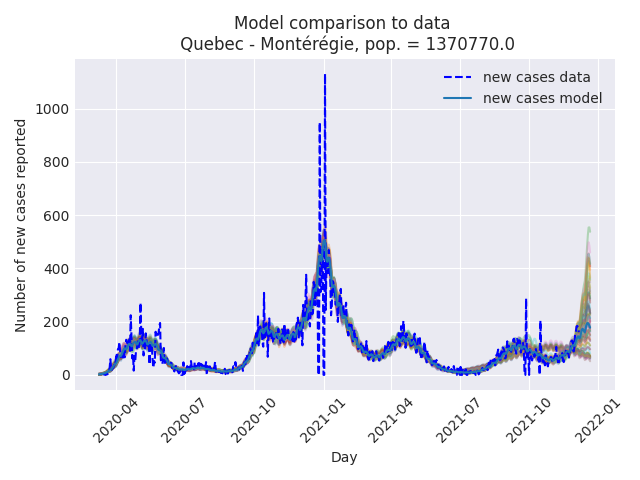 Model comparison to data
Quebec - Montérégie, pop. = 1370770.0
new cases data
new cases model
Number of new cases reported
1000
800
600
400
200
0
2020-04
2020-07
2020-10
2021-01
2021-04
2021-07
2021-10
2022-01
Day